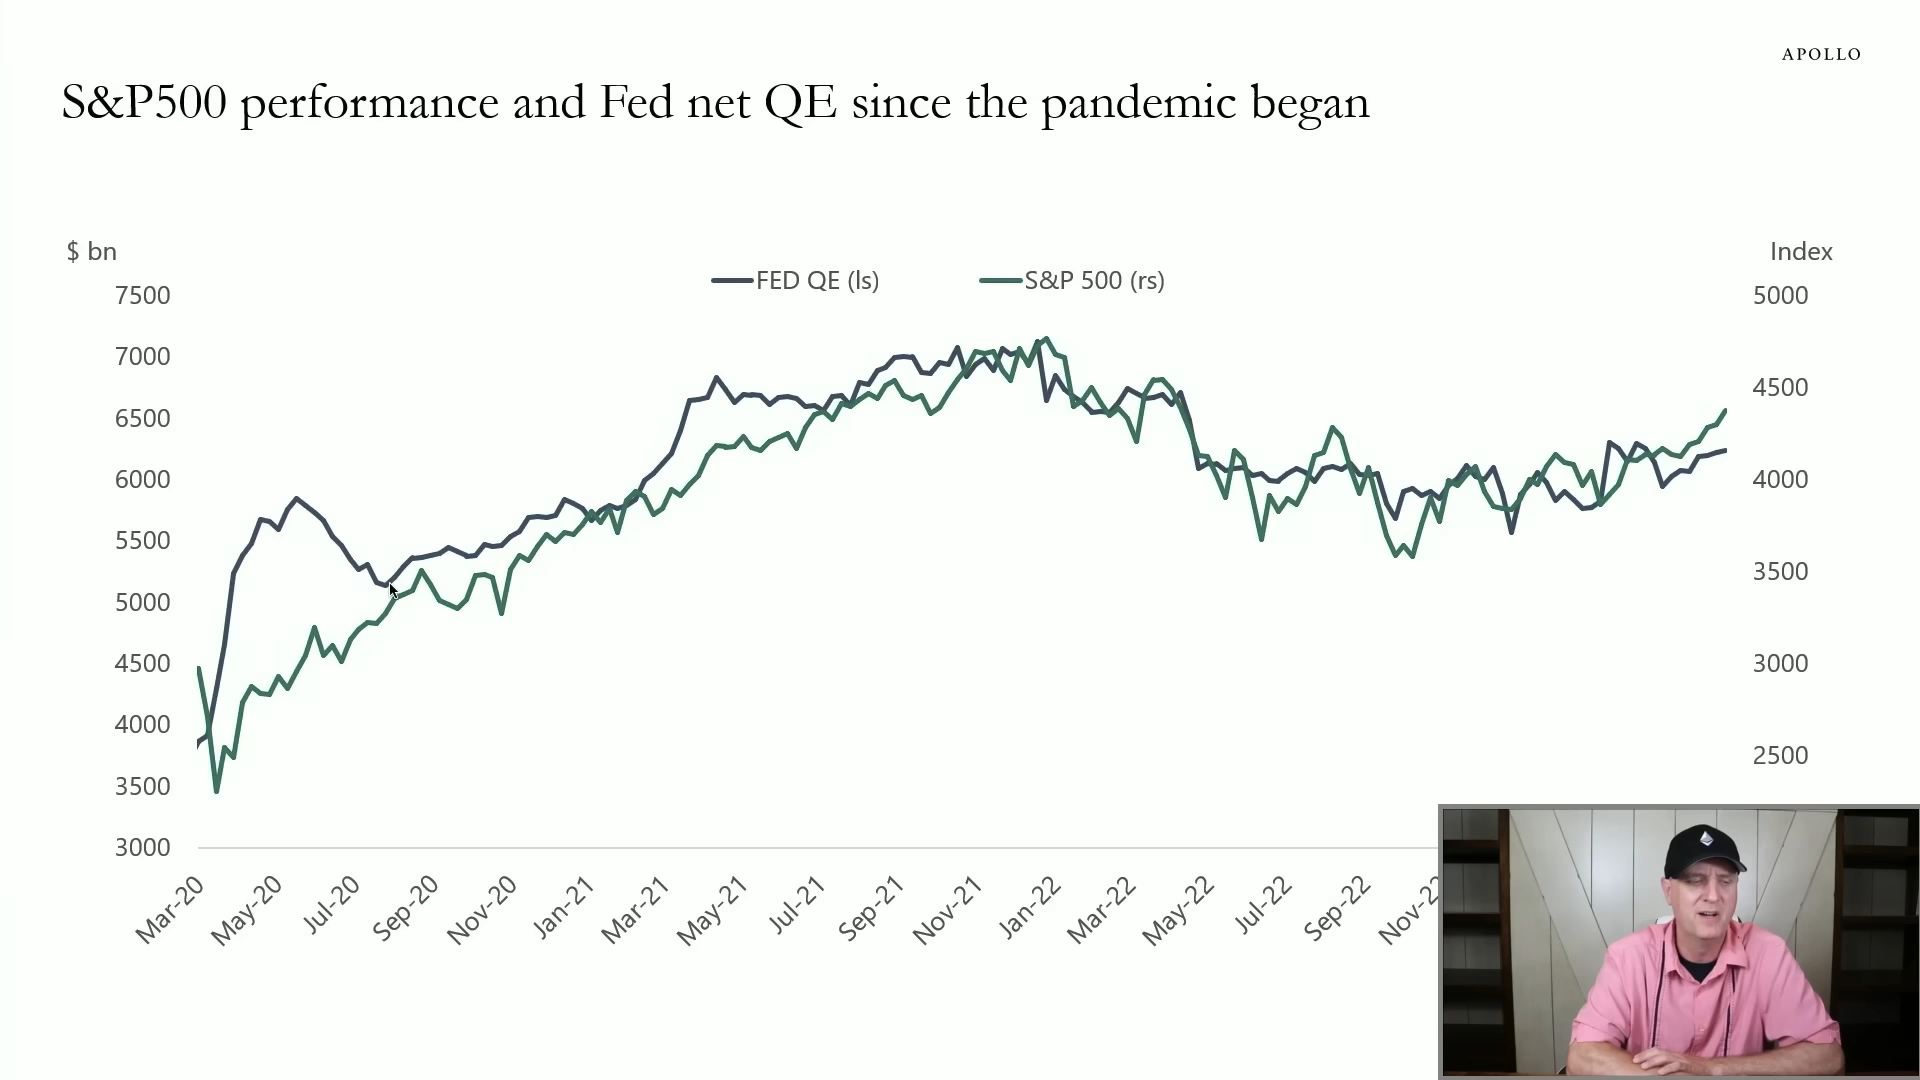 APOLLO
S&P500 performance and Fed net QE since the pandemic began
$ bn
Index
FED QE (ls)
S&P 500 (rs)
7500
7000
6500
6000
5500
5000
4500
4000
3500
3000
5000
4500
4000
3500
3000
2500
Mar-20
May-20
Jul-20
Sep-20
Nov-20
Jan-21
Mar-21
May-21
Jul-21
Sep-21
Nov-21
Jan-22
Mar-22
May-22
Jul-22
Sep-22